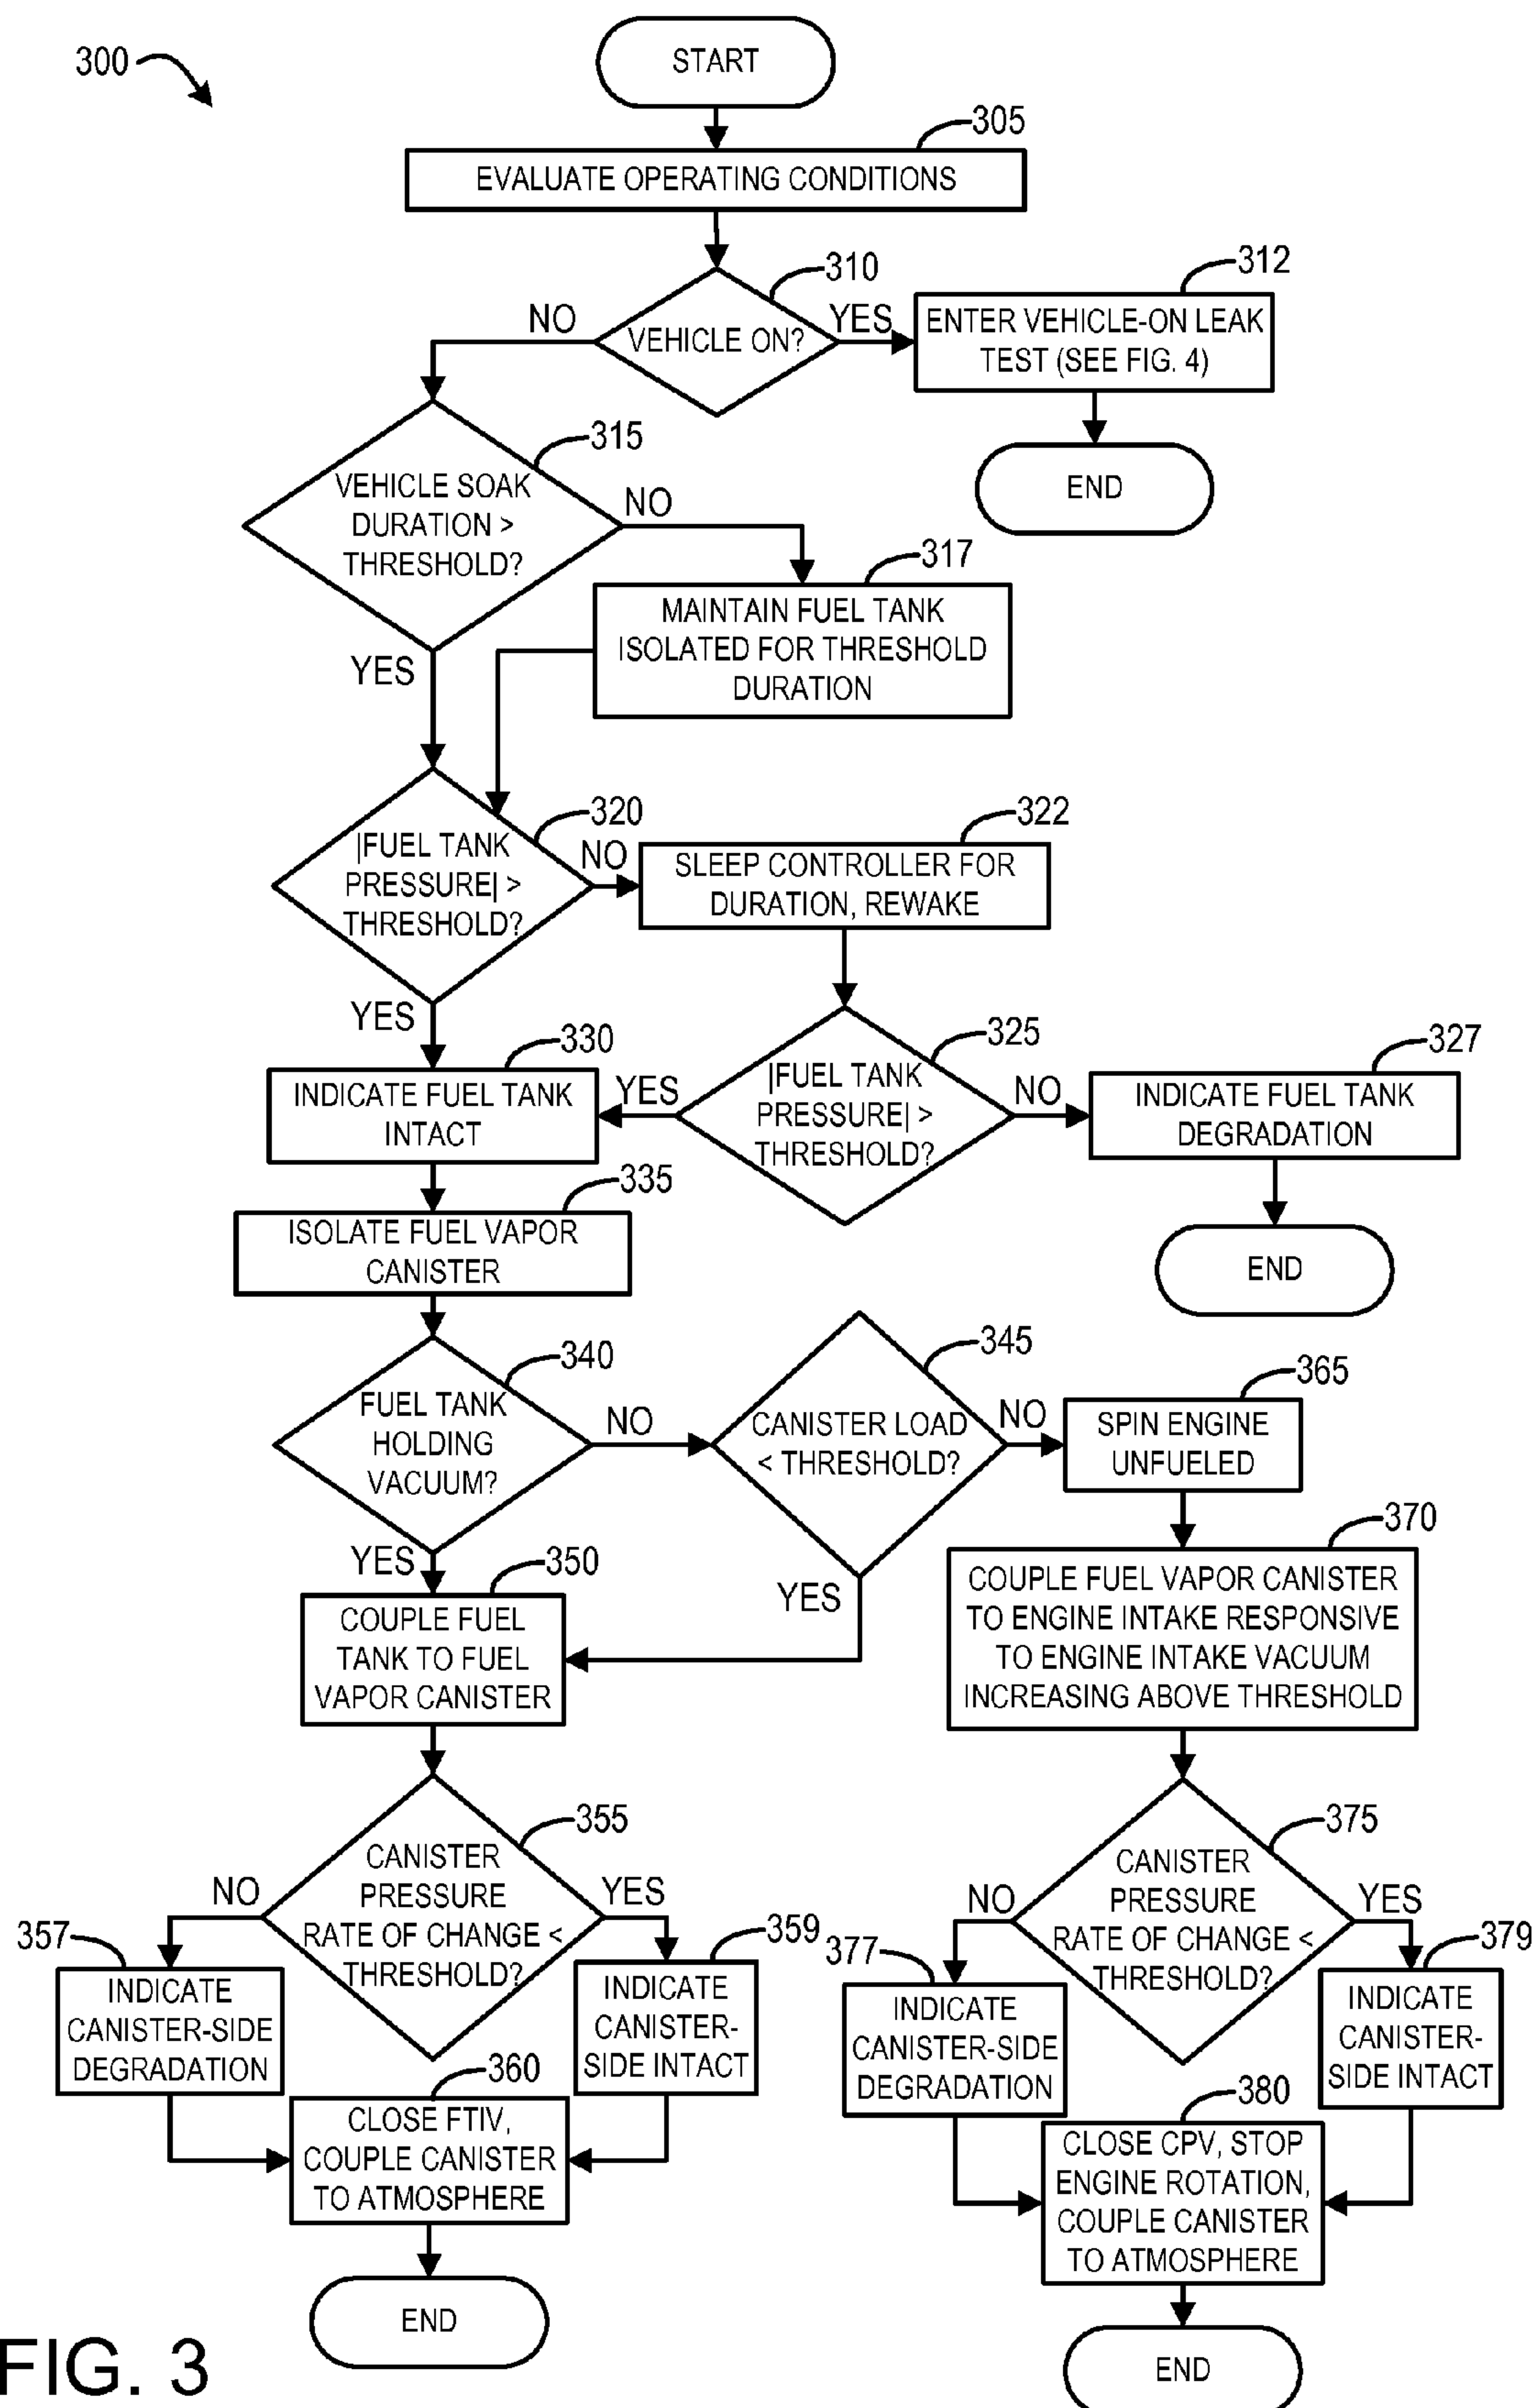 300
START
305
EVALUATE OPERATING CONDITIONS
310
VEHICLE ON?
NO
YES
312
ENTER VEHICLE-ON LEAK
TEST (SEE FIG. 4)
END
315
VEHICLE SOAK
DURATION >
THRESHOLD?
NO
YES
317
MAINTAIN FUEL TANK
ISOLATED FOR THRESHOLD
DURATION
320
|FUEL TANK
PRESSURE| >
THRESHOLD?
NO
YES
322
SLEEP CONTROLLER FOR
DURATION, REWAKE
325
|FUEL TANK
PRESSURE| >
THRESHOLD?
YES
NO
327
INDICATE FUEL TANK
DEGRADATION
END
330
INDICATE FUEL TANK
INTACT
335
ISOLATE FUEL VAPOR
CANISTER
340
FUEL TANK
HOLDING
VACUUM?
NO
YES
345
CANISTER LOAD
< THRESHOLD?
NO
YES
365
SPIN ENGINE
UNFUELED
350
COUPLE FUEL
TANK TO FUEL
VAPOR CANISTER
370
COUPLE FUEL VAPOR CANISTER
TO ENGINE INTAKE RESPONSIVE
TO ENGINE INTAKE VACUUM
INCREASING ABOVE THRESHOLD
355
CANISTER
PRESSURE
RATE OF CHANGE <
THRESHOLD?
NO
YES
357
INDICATE
CANISTER-SIDE
DEGRADATION
359
INDICATE
CANISTER-
SIDE INTACT
360
CLOSE FTIV,
COUPLE CANISTER
TO ATMOSPHERE
END
375
CANISTER
PRESSURE
RATE OF CHANGE <
THRESHOLD?
NO
YES
377
INDICATE
CANISTER-SIDE
DEGRADATION
379
INDICATE
CANISTER-
SIDE INTACT
380
CLOSE CPV, STOP
ENGINE ROTATION,
COUPLE CANISTER
TO ATMOSPHERE
END
FIG. 3